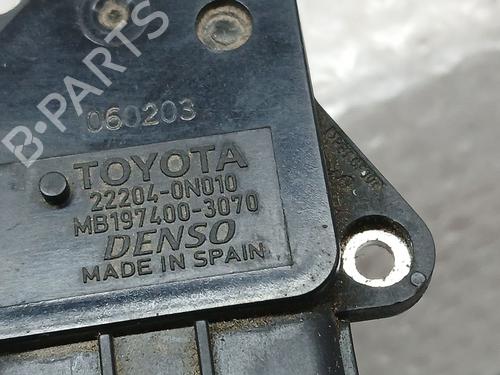 B-PARTS
060203
TOYOTA
22204-0N010
MB197400-3070
DENSO
MADE IN SPAIN